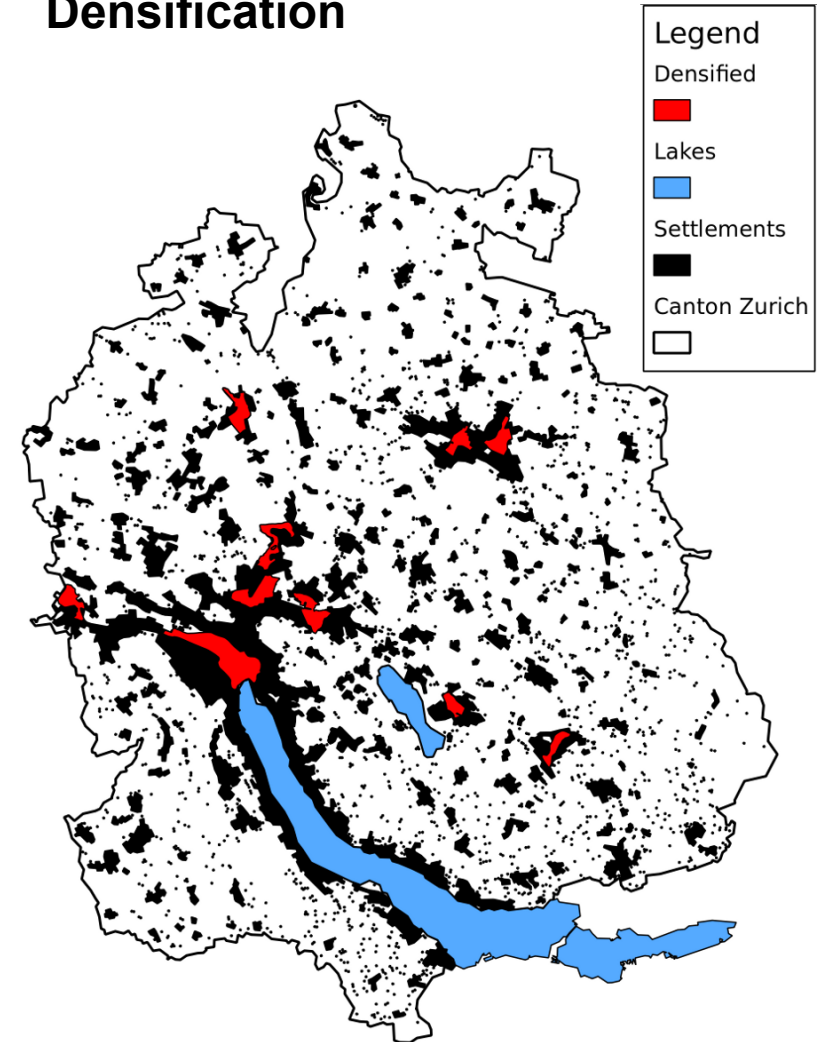 Densification
Legend
Densified
Lakes
Settlements
Canton Zurich